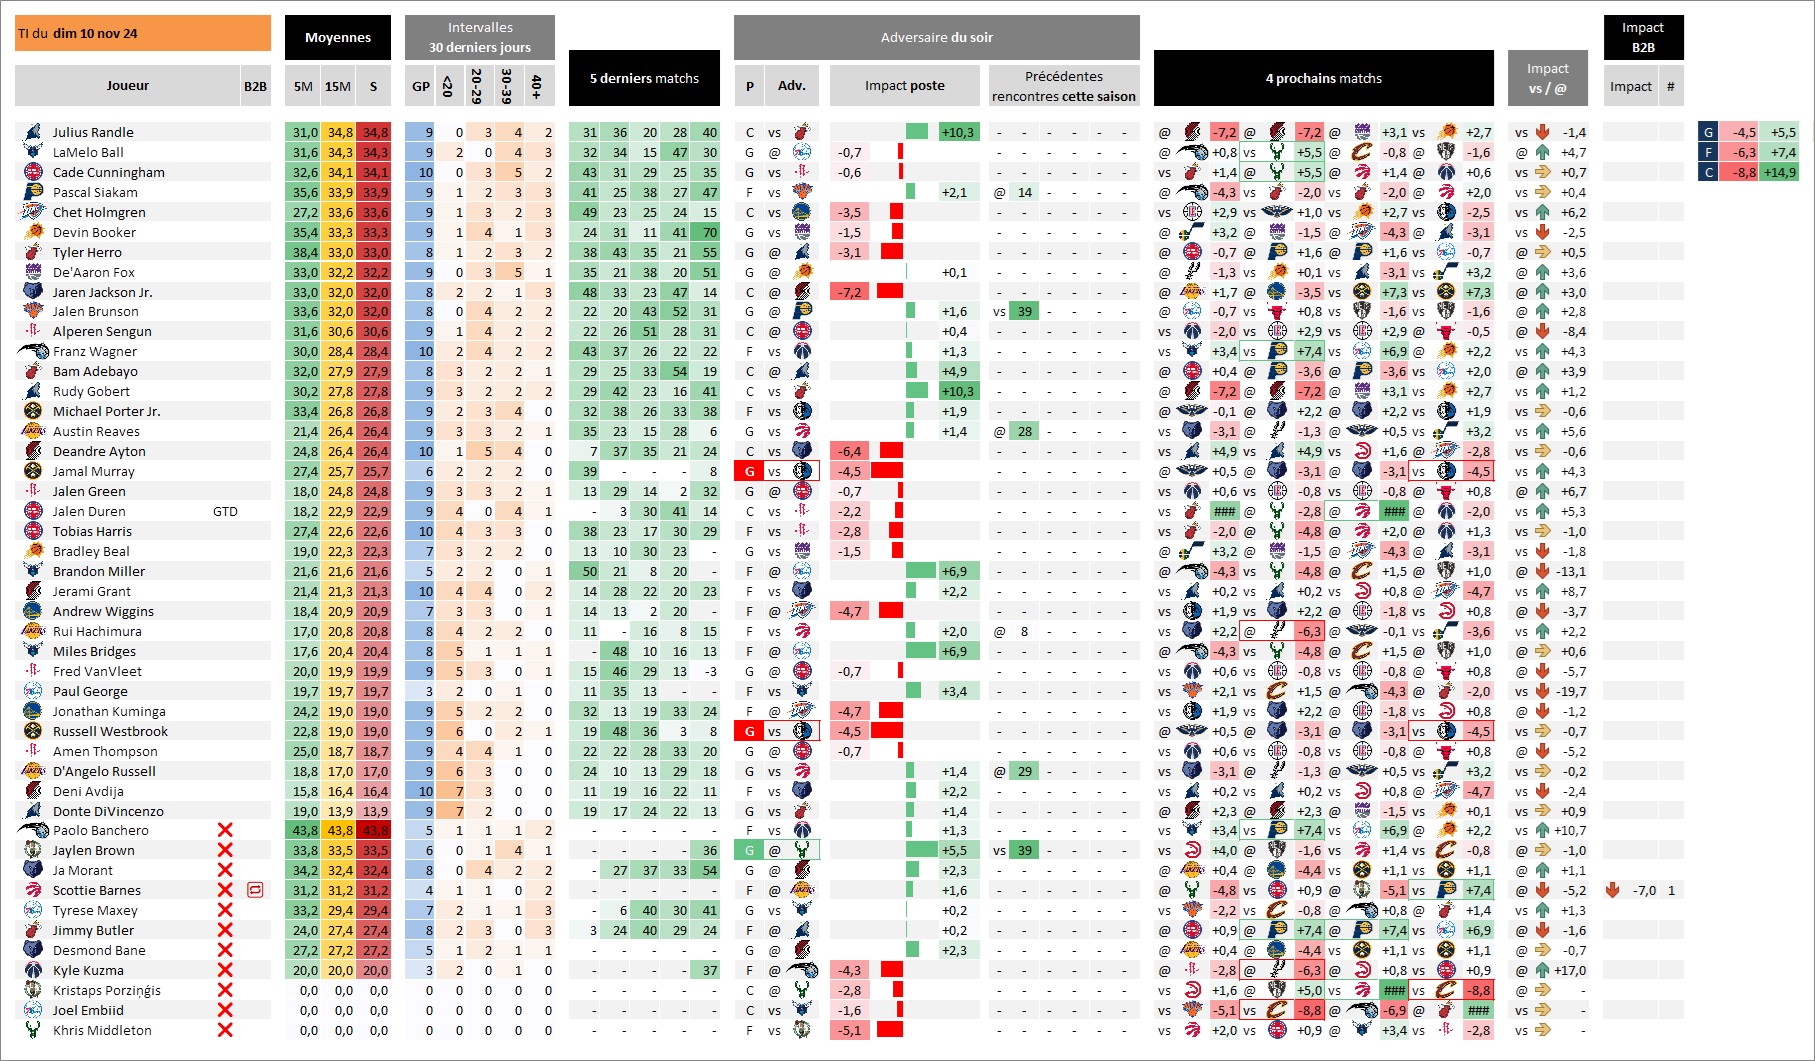 TI du dim 10 nov 24
Moyennes
Intervalles
30 derniers jours
5 derniers matchs
Adversaire du soir
4 prochains matchs
Impact
vs / @
Impact
B2B
Joueur B2B 5M 15M S GP <20 20-29 30-39 40+ P Adv. Impact poste Précédentes rencontres cette saison Impact #
Julius Randle 31,0 34,8 34,8 9 0 3 4 2 31 36 20 28 40 C vs +10,3 - - - - - @ -7,2 @ -7,2 @ +3,1 vs +2,7 vs -1,4
LaMelo Ball 31,6 34,3 34,3 9 2 0 4 3 32 34 15 47 30 G @ -0,7 - - - - - @ +0,8 vs +5,5 @ -0,8 @ -1,6 @ +4,7
Cade Cunningham 32,6 34,1 34,1 10 0 3 5 2 43 31 29 25 35 G vs -0,6 - - - - - vs +1,4 @ +5,5 @ +1,4 @ +0,6 vs +0,7
Pascal Siakam 35,6 33,9 33,9 9 1 2 3 3 41 25 38 27 47 F vs +2,1 @ 14 - - - - @ -4,3 vs -2,0 vs -2,0 @ +2,0 vs +0,4
Chet Holmgren 27,2 33,6 33,6 9 1 3 2 3 49 23 25 24 15 C vs -3,5 - - - - - vs +2,9 vs +1,0 vs +2,7 vs -2,5 vs +6,2
Devin Booker 35,4 33,3 33,3 9 1 4 1 3 24 31 11 41 70 G vs -1,5 - - - - - @ +3,2 @ -1,5 @ -4,3 @ -3,1 vs -2,5
Tyler Herro 38,4 33,0 33,0 8 1 2 3 2 38 43 35 21 55 G @ -3,1 - - - - - @ -0,7 @ +1,6 @ +1,6 vs -0,7 @ +0,5
De'Aaron Fox 33,0 32,2 32,2 9 0 3 5 1 35 21 38 20 51 G @ +0,1 - - - - - @ -1,3 vs +0,1 vs -3,1 vs +3,2 @ +3,6
Jaren Jackson Jr. 33,0 32,0 32,0 8 2 2 1 3 48 33 23 47 14 C @ -7,2 - - - - - @ +1,7 @ -3,5 vs +7,3 vs +7,3 @ +3,0
Jalen Brunson 33,6 32,0 32,0 8 0 4 2 2 22 20 43 52 31 G @ +1,6 vs 39 - - - - @ -0,7 vs +0,8 vs -1,6 vs -1,6 @ +2,8
Alperen Sengun 31,6 30,6 30,6 9 1 4 2 2 22 26 51 28 31 C @ +0,4 - - - - - vs -2,0 vs +2,9 vs +2,9 @ -0,5 @ -8,4
Franz Wagner 30,0 28,4 28,4 10 2 4 2 2 43 37 26 22 22 F vs +1,3 - - - - - vs +3,4 vs +7,4 vs +6,9 @ +2,2 vs +4,3
Bam Adebayo 32,0 27,9 27,9 8 3 2 2 1 29 25 33 54 19 C @ +4,9 - - - - - @ +0,4 @ -3,6 @ -3,6 vs +2,0 @ +3,9
Rudy Gobert 30,2 27,8 27,8 9 3 2 2 2 29 42 23 16 41 C vs +10,3 - - - - - @ -7,2 @ -7,2 @ +3,1 vs +2,7 vs +1,2
Michael Porter Jr. 33,4 26,8 26,8 9 2 3 4 0 32 38 26 33 38 F vs +1,9 - - - - - @ -0,1 @ +2,2 @ +2,2 vs +1,9 vs -0,6
Austin Reaves 21,4 26,4 26,4 9 3 3 2 1 35 23 15 28 6 G vs +1,4 @ 28 - - - - vs -3,1 @ -1,3 @ +0,5 vs +3,2 vs +5,6
Deandre Ayton 24,8 26,4 26,4 10 1 5 4 0 7 37 35 21 24 C vs -6,4 - - - - - vs +4,9 vs +4,9 vs +1,6 @ -2,8 vs -0,6
Jamal Murray 27,4 25,7 25,7 6 2 2 2 0 39 - - - 8 G vs -4,5 - - - - - @ +0,5 @ -3,1 @ -3,1 vs -4,5 vs +4,3
Jalen Green 18,0 24,8 24,8 9 3 3 2 1 13 29 14 2 32 G @ -0,7 - - - - - vs +0,6 vs -0,8 vs -0,8 @ +0,8 @ +6,7
Jalen Duren GTD 18,2 22,9 22,9 9 4 0 4 1 - 3 30 41 14 C vs -2,2 - - - - - vs ### @ -2,8 @ ### @ -2,0 vs +5,3
Tobias Harris 27,4 22,6 22,6 10 4 3 3 0 38 23 17 30 29 F vs -2,8 - - - - - vs -2,0 @ -4,8 @ +2,0 @ +1,3 vs -1,0
Bradley Beal 19,0 22,3 22,3 7 3 2 2 0 13 10 30 23 - G vs -1,5 - - - - - @ +3,2 @ -1,5 @ -4,3 @ -3,1 vs -1,8
Brandon Miller 21,6 21,6 21,6 5 2 2 0 1 50 21 8 20 - F @ +6,9 - - - - - @ -4,3 vs -4,8 @ +1,5 @ +1,0 @ -13,1
Jerami Grant 21,4 21,3 21,3 10 4 4 0 2 14 28 22 20 23 F vs +2,2 - - - - - vs +0,2 vs +0,2 vs +0,8 @ -4,7 vs +8,7
Andrew Wiggins 18,4 20,9 20,9 7 3 3 0 1 14 13 2 20 - F @ -4,7 - - - - - vs +1,9 vs +2,2 @ -1,8 vs +0,8 @ -3,7
Rui Hachimura 17,0 20,8 20,8 8 4 2 2 0 11 - 16 8 15 F vs +2,0 @ 8 - - - - vs +2,2 @ -6,3 @ -0,1 vs -3,6 vs +2,2
Miles Bridges 17,6 20,4 20,4 8 5 1 1 1 - 48 10 16 13 F @ +6,9 - - - - - @ -4,3 vs -4,8 @ +1,5 @ +1,0 @ +0,6
Fred VanVleet 20,0 19,9 19,9 9 5 3 0 1 15 46 29 13 -3 G @ -0,7 - - - - - vs +0,6 vs -0,8 vs -0,8 @ +0,8 @ -5,7
Paul George 19,7 19,7 19,7 3 2 0 1 0 11 35 13 - - F vs +3,4 - - - - - vs +2,1 vs +1,5 @ -4,3 @ -2,0 vs -19,7
Jonathan Kuminga 24,2 19,0 19,0 9 5 2 2 0 32 13 19 33 24 F @ -4,7 - - - - - vs +1,9 vs +2,2 @ -1,8 vs +0,8 @ -1,2
Russell Westbrook 22,8 19,0 19,0 9 6 0 2 1 19 48 36 3 8 G vs -4,5 - - - - - @ +0,5 @ -3,1 @ -3,1 vs -4,5 vs -0,7
Amen Thompson 25,0 18,7 18,7 9 4 4 1 0 22 22 28 33 20 G @ -0,7 - - - - - vs +0,6 vs -0,8 vs -0,8 @ +0,8 @ -5,2
D'Angelo Russell 18,8 17,0 17,0 9 6 3 0 0 24 10 13 29 18 G vs +1,4 @ 29 - - - - vs -3,1 @ -1,3 @ +0,5 vs +3,2 vs -0,2
Deni Avdija 15,8 16,4 16,4 10 7 3 0 0 11 19 16 22 11 F vs +2,2 - - - - - vs +0,2 vs +0,2 vs +0,8 @ -4,7 vs -2,4
Donte DiVincenzo 19,0 13,9 13,9 9 7 2 0 0 19 17 24 22 13 G vs +1,4 - - - - - @ +2,3 @ +2,3 @ -1,5 vs +0,1 vs +0,9
Paolo Banchero 43,8 43,8 43,8 5 1 1 1 2 - - - - - F vs +1,3 - - - - - vs +3,4 vs +7,4 vs +6,9 @ +2,2 vs +10,7
Jaylen Brown 33,8 33,5 33,5 6 0 1 4 1 - - - - 36 G @ +5,5 vs 39 - - - - vs +4,0 @ -1,6 vs +1,4 vs -0,8 @ -1,0
Ja Morant 34,2 32,4 32,4 8 0 4 2 2 - 27 37 33 54 G @ +2,3 - - - - - @ +0,4 @ -4,4 vs +1,1 vs +1,1 @ +1,1
Scottie Barnes 31,2 31,2 31,2 4 1 1 0 2 - - - - - F @ +1,6 - - - - - @ -4,8 vs +0,9 @ -5,1 vs +7,4 @ -5,2 -7,0 1
Tyrese Maxey 33,2 29,4 29,4 7 2 1 1 3 - 6 40 30 41 G vs +0,2 - - - - - vs -2,2 vs -0,8 @ +0,8 @ +1,4 vs +1,3
Jimmy Butler 24,0 27,4 27,4 8 2 3 0 3 3 24 40 29 24 F @ +0,2 - - - - - @ +0,9 @ +7,4 @ +7,4 vs +6,9 @ -1,6
Desmond Bane 27,2 27,2 27,2 5 1 2 1 1 - - - - - G @ +2,3 - - - - - @ +0,4 @ -4,4 vs +1,1 vs +1,1 @ -0,7
Kyle Kuzma 20,0 20,0 20,0 3 2 0 1 0 - - - - 37 F @ -4,3 - - - - - @ -2,8 @ -6,3 vs +0,8 vs +0,9 @ +17,0
Kristaps Porziņģis 0,0 0,0 0,0 0 0 0 0 0 - - - - - C @ -2,8 - - - - - vs +1,6 @ +5,0 vs ### vs -8,8 @ -
Joel Embiid 0,0 0,0 0,0 0 0 0 0 0 - - - - - C vs -1,6 - - - - - vs -5,1 vs -8,8 @ -6,9 @ ### vs -
Khris Middleton 0,0 0,0 0,0 0 0 0 0 0 - - - - - F vs -5,1 - - - - - vs +2,0 vs +0,9 @ +3,4 vs -2,8 vs -
G -4,5 +5,5
F -6,3 +7,4
C -8,8 +14,9